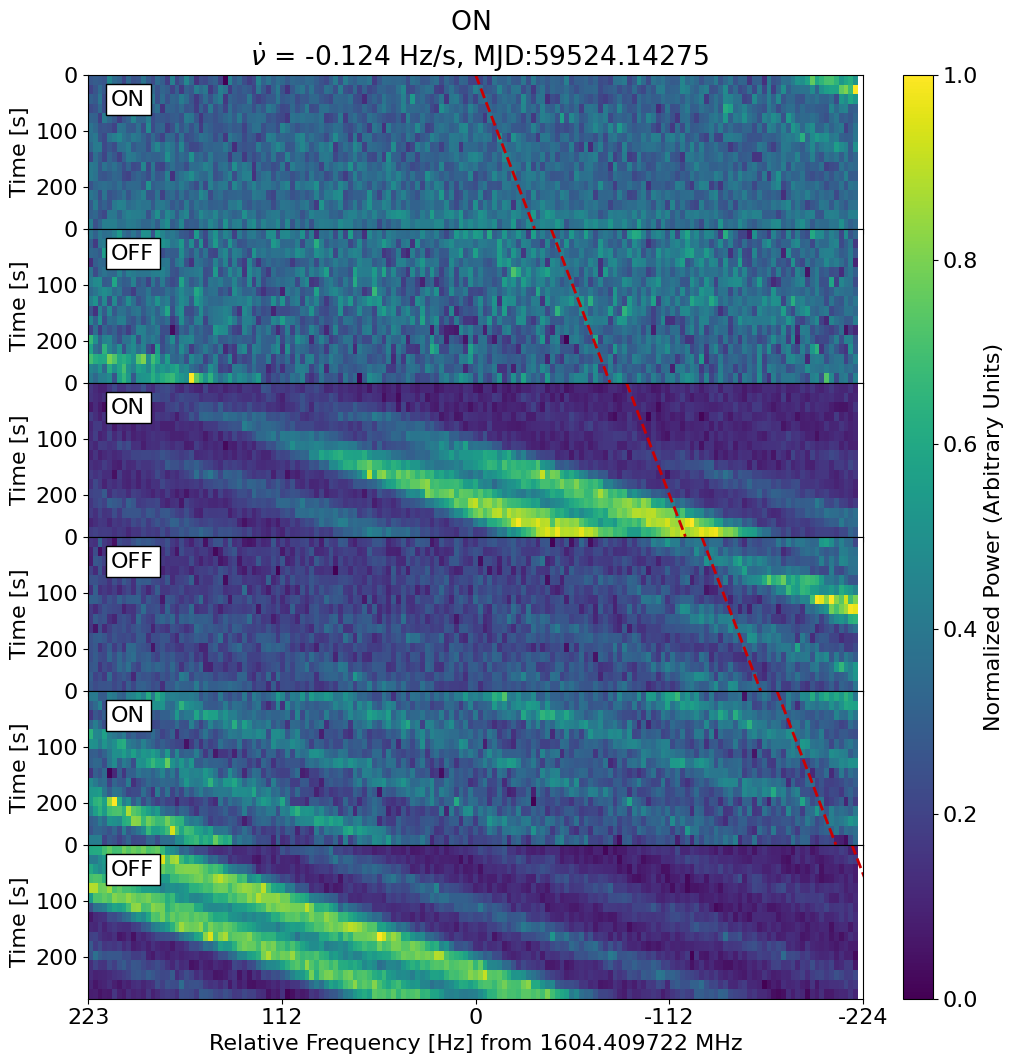 ON
ν̇ = -0.124 Hz/s, MJD:59524.14275
0
ON
100
200
Time [s]
0
OFF
100
200
Time [s]
0
ON
100
200
Time [s]
0
OFF
100
200
Time [s]
0
ON
100
200
Time [s]
0
OFF
100
200
Time [s]
223 112 0 -112 -224
Relative Frequency [Hz] from 1604.409722 MHz
1.0
0.8
0.6
0.4
0.2
0.0
Normalized Power (Arbitrary Units)